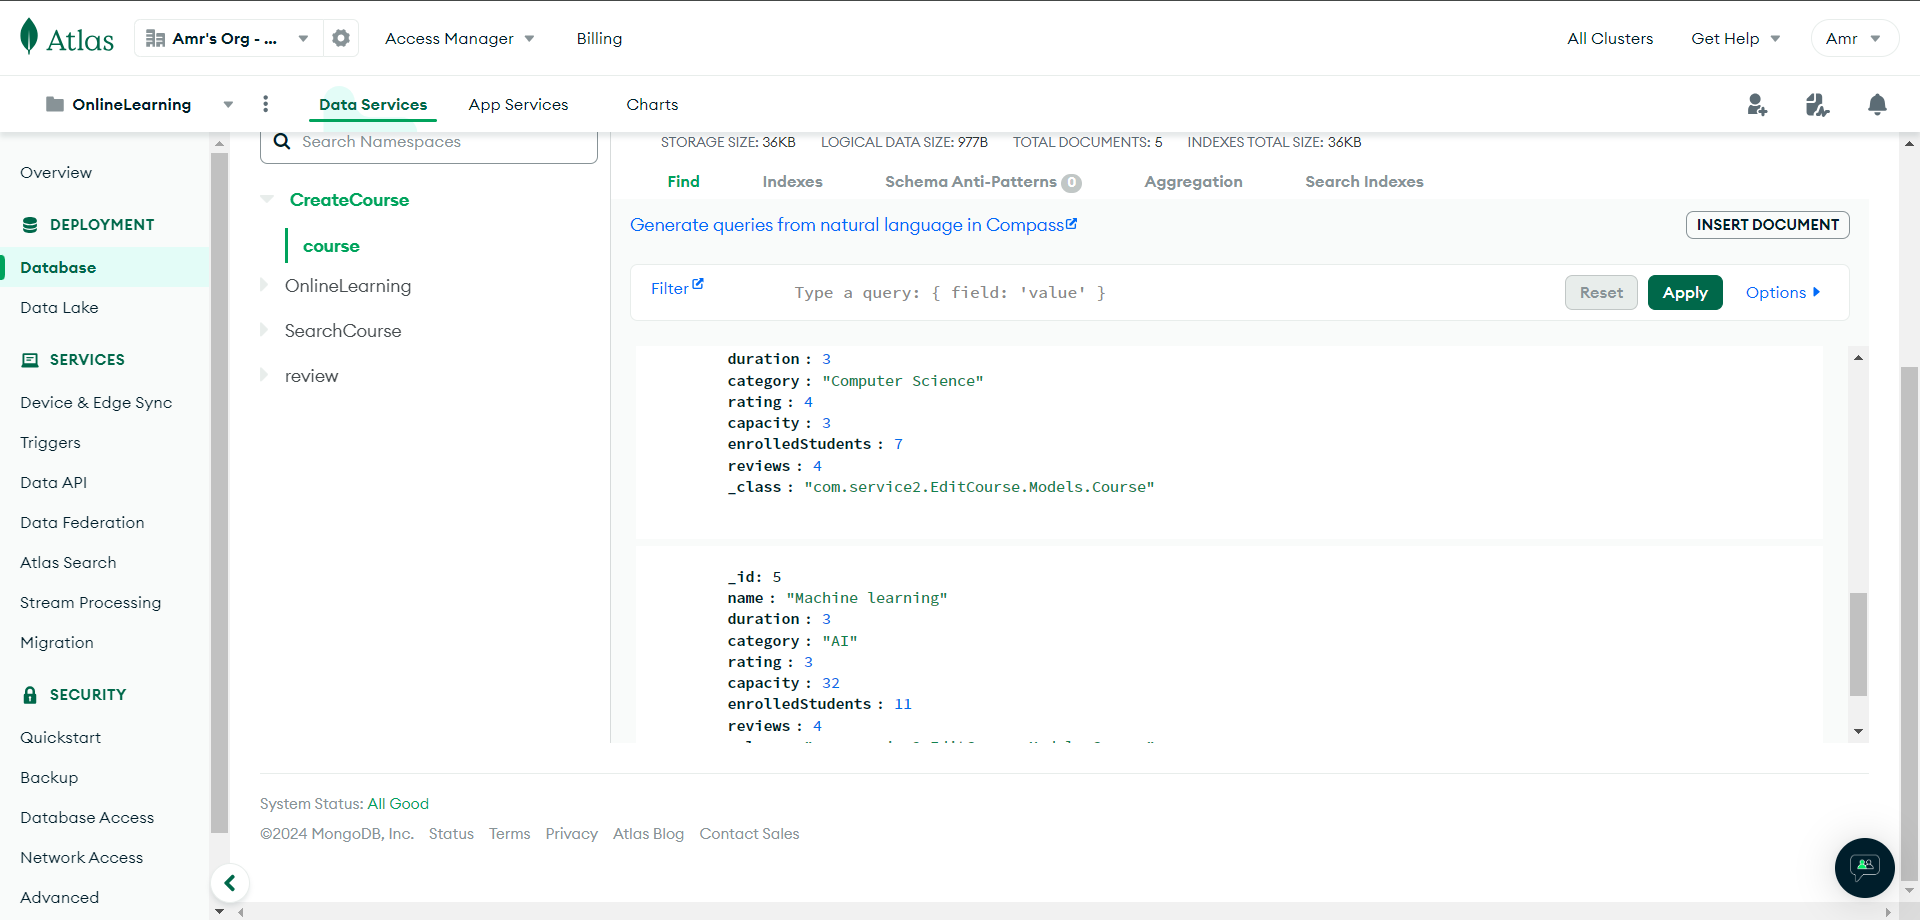 Atlas
Amr's Org - ...
Access Manager
Billing
All Clusters
Get Help
Amr
OnlineLearning
Data Services
App Services
Charts
Overview
DEPLOYMENT
Database
Data Lake
SERVICES
Device & Edge Sync
Triggers
Data API
Data Federation
Atlas Search
Stream Processing
Migration
SECURITY
Quickstart
Backup
Database Access
Network Access
Advanced
Search Namespaces
CreateCourse
course
OnlineLearning
SearchCourse
review
STORAGE SIZE: 36KB LOGICAL DATA SIZE: 977B TOTAL DOCUMENTS: 5 INDEXES TOTAL SIZE: 36KB
Find Indexes Schema Anti-Patterns 0 Aggregation Search Indexes
Generate queries from natural language in Compass
INSERT DOCUMENT
Filter
Type a query: { field: 'value' }
Reset
Apply
Options
duration : 3
category : "Computer Science"
rating : 4
capacity : 3
enrolledStudents : 7
reviews : 4
_class : "com.service2.EditCourse.Models.Course"
_id: 5
name : "Machine learning"
duration : 3
category : "AI"
rating : 3
capacity : 32
enrolledStudents : 11
reviews : 4
System Status: All Good
©2024 MongoDB, Inc. Status Terms Privacy Atlas Blog Contact Sales